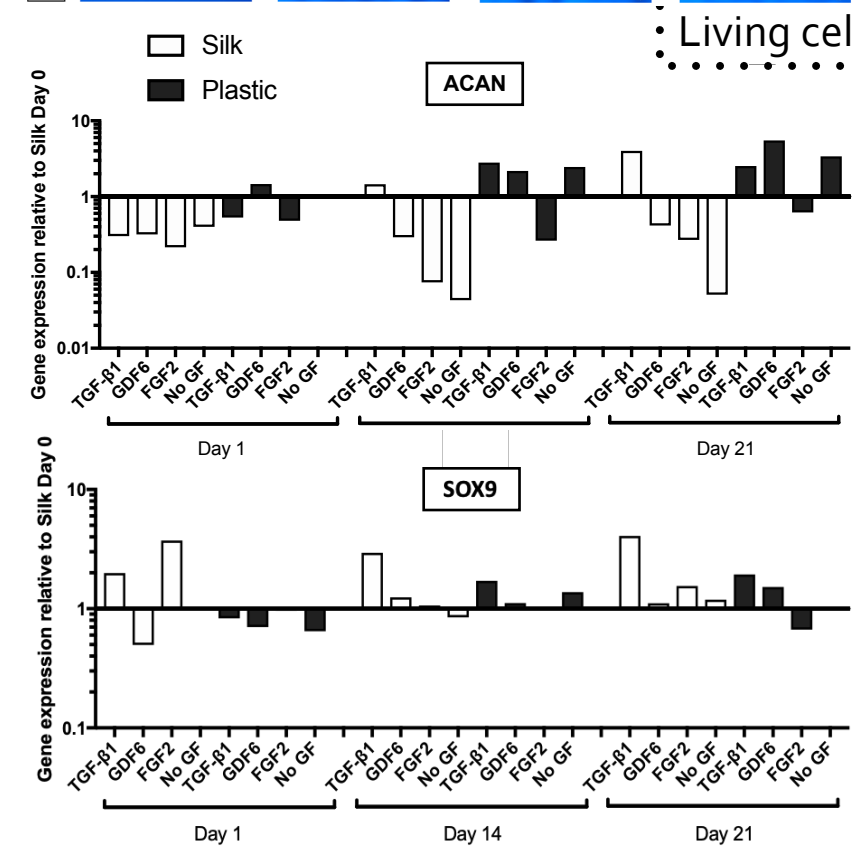 Living cel
Silk
Plastic
ACAN
Gene expression relative to Silk Day 0
10
1
0.1
0.01
TGF-β1 GDF6 FGF2 No GF TGF-β1 GDF6 FGF2 No GF TGF-β1 GDF6 FGF2 No GF TGF-β1 GDF6 FGF2 No GF TGF-β1 GDF6 FGF2 No GF TGF-β1 GDF6 FGF2 No GF
Day 1 Day 21
SOX9
Gene expression relative to Silk Day 0
10
1
0.1
TGF-β1 GDF6 FGF2 No GF TGF-β1 GDF6 FGF2 No GF TGF-β1 GDF6 FGF2 No GF TGF-β1 GDF6 FGF2 No GF TGF-β1 GDF6 FGF2 No GF TGF-β1 GDF6 FGF2 No GF
Day 1 Day 14 Day 21